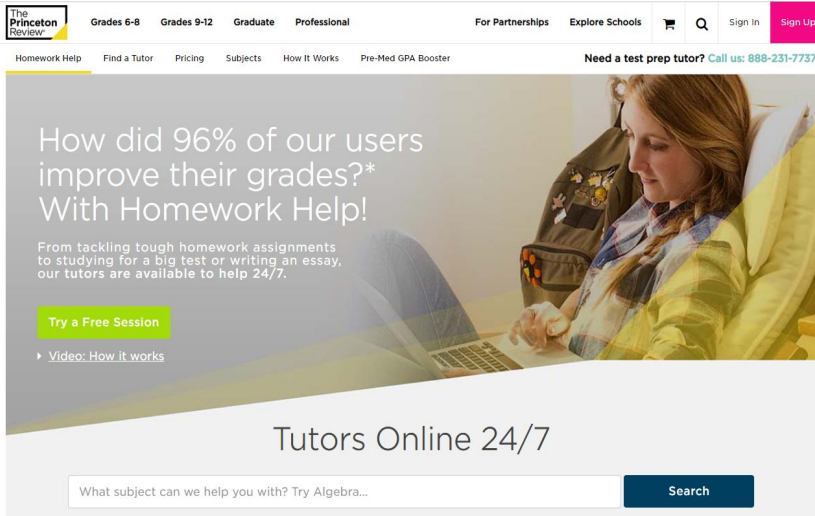 The
Princeton
Review®
Grades 6-8 Grades 9-12 Graduate Professional For Partnerships Explore Schools Sign In Sign Up
Homework Help Find a Tutor Pricing Subjects How It Works Pre-Med GPA Booster Need a test prep tutor? Call us: 888-231-7737
How did 96% of our users
improve their grades?*
With Homework Help!
From tackling tough homework assignments
to studying for a big test or writing an essay,
our tutors are available to help 24/7.
Try a Free Session
Video: How it works
Tutors Online 24/7
What subject can we help you with? Try Algebra... Search